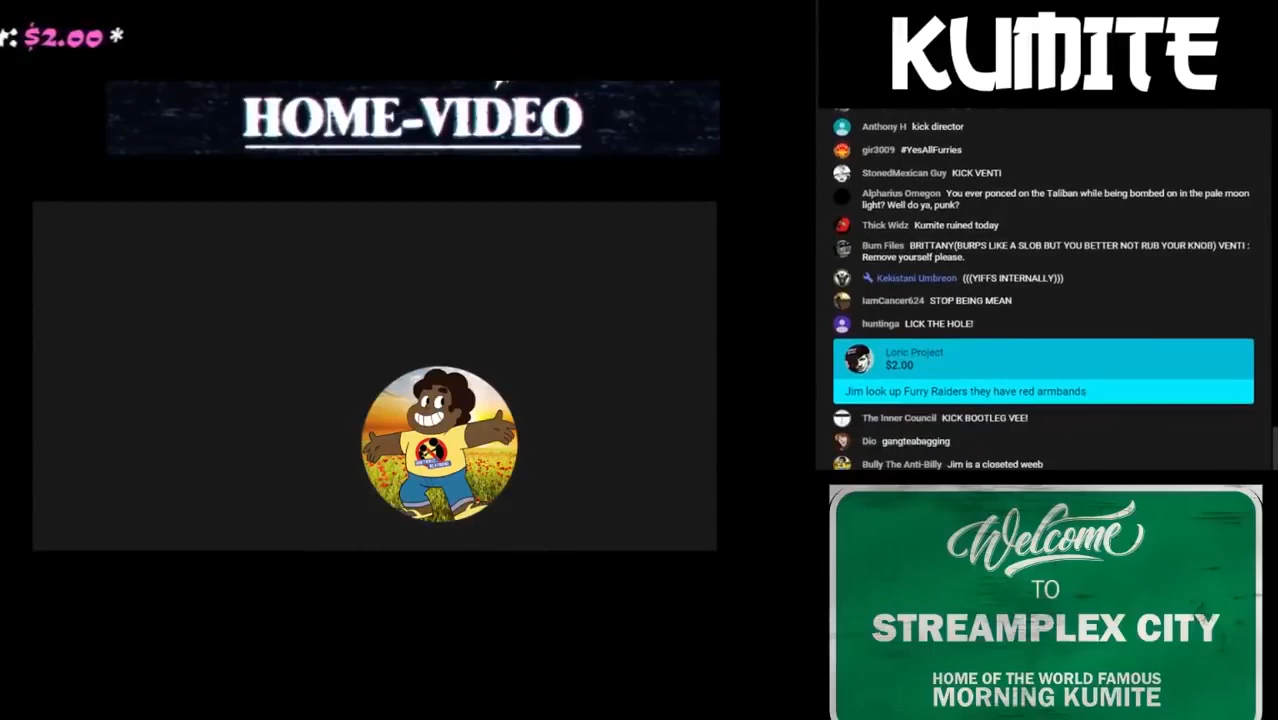 r: $2.00 *
HOME-VIDEO
KUMITE
Anthony H kick director
gir3009 #YesAllFurries
StonedMexican Guy KICK VENTI
Alpharius Omegon You ever ponced on the Taliban while being bombed on in the pale moon
light? Well do ya, punk?
Thick Widz Kumite ruined today
Bum Files BRITTANY(BURPS LIKE A SLOB BUT YOU BETTER NOT RUB YOUR KNOB) VENTI :
Remove yourself please.
Kekistani Umbreon (((YIFFS INTERNALLY)))
IamCancer624 STOP BEING MEAN
huntinga LICK THE HOLE!
Loric Project
$2.00
Jim look up Furry Raiders they have red armbands
The Inner Council KICK BOOTLEG VEE!
Dio gangteabagging
Bully The Anti-Billy Jim is a closeted weeb
Welcome
TO
STREAMPLEX CITY
HOME OF THE WORLD FAMOUS
MORNING KUMITE